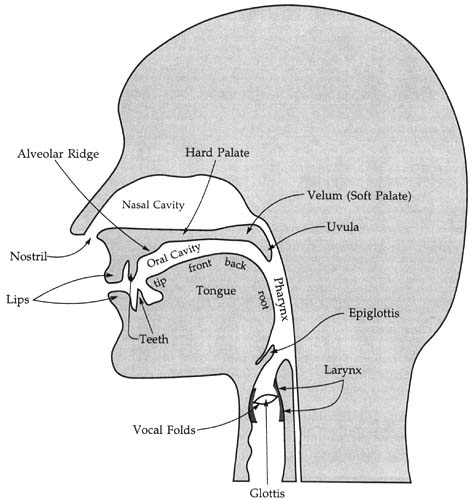 Alveolar Ridge
Hard Palate
Nasal Cavity
Velum (Soft Palate)
Uvula
Nostril
Oral Cavity
tip
front
back
root
Pharynx
Lips
Tongue
Epiglottis
Teeth
Larynx
Vocal Folds
Glottis